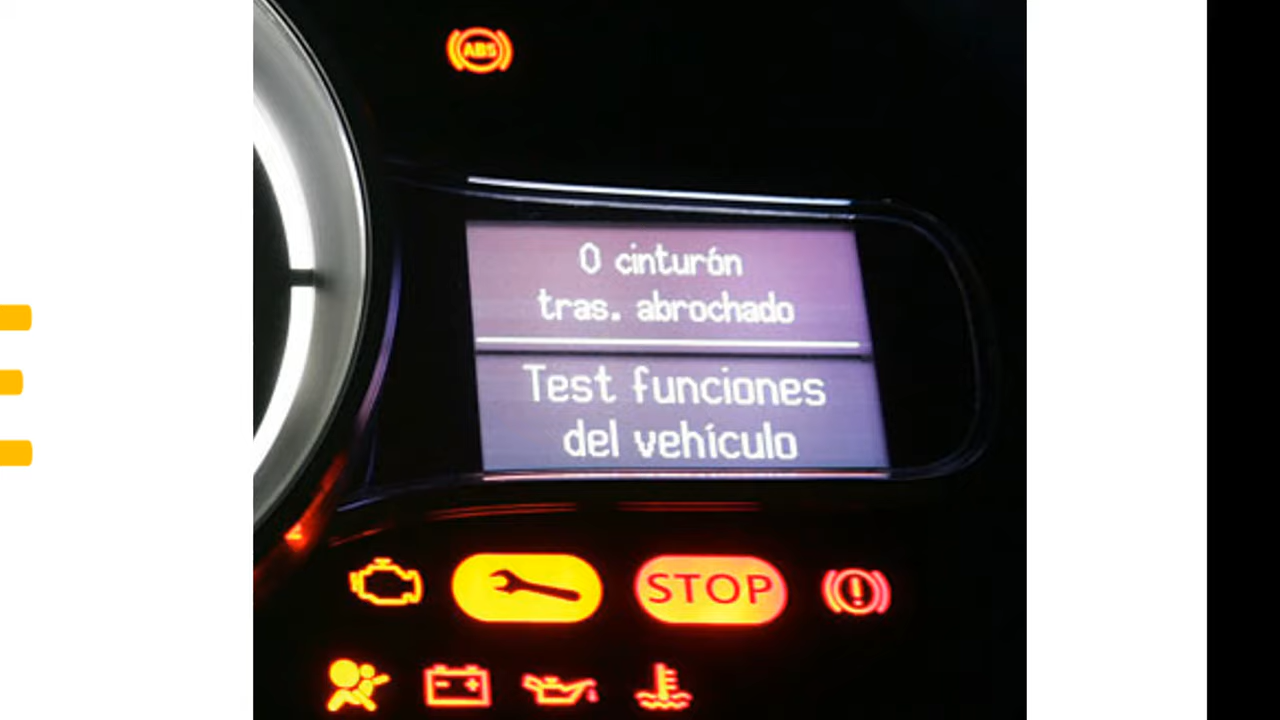 ABS
0 cinturón
tras. abrochado
Test funciones
del vehículo
STOP